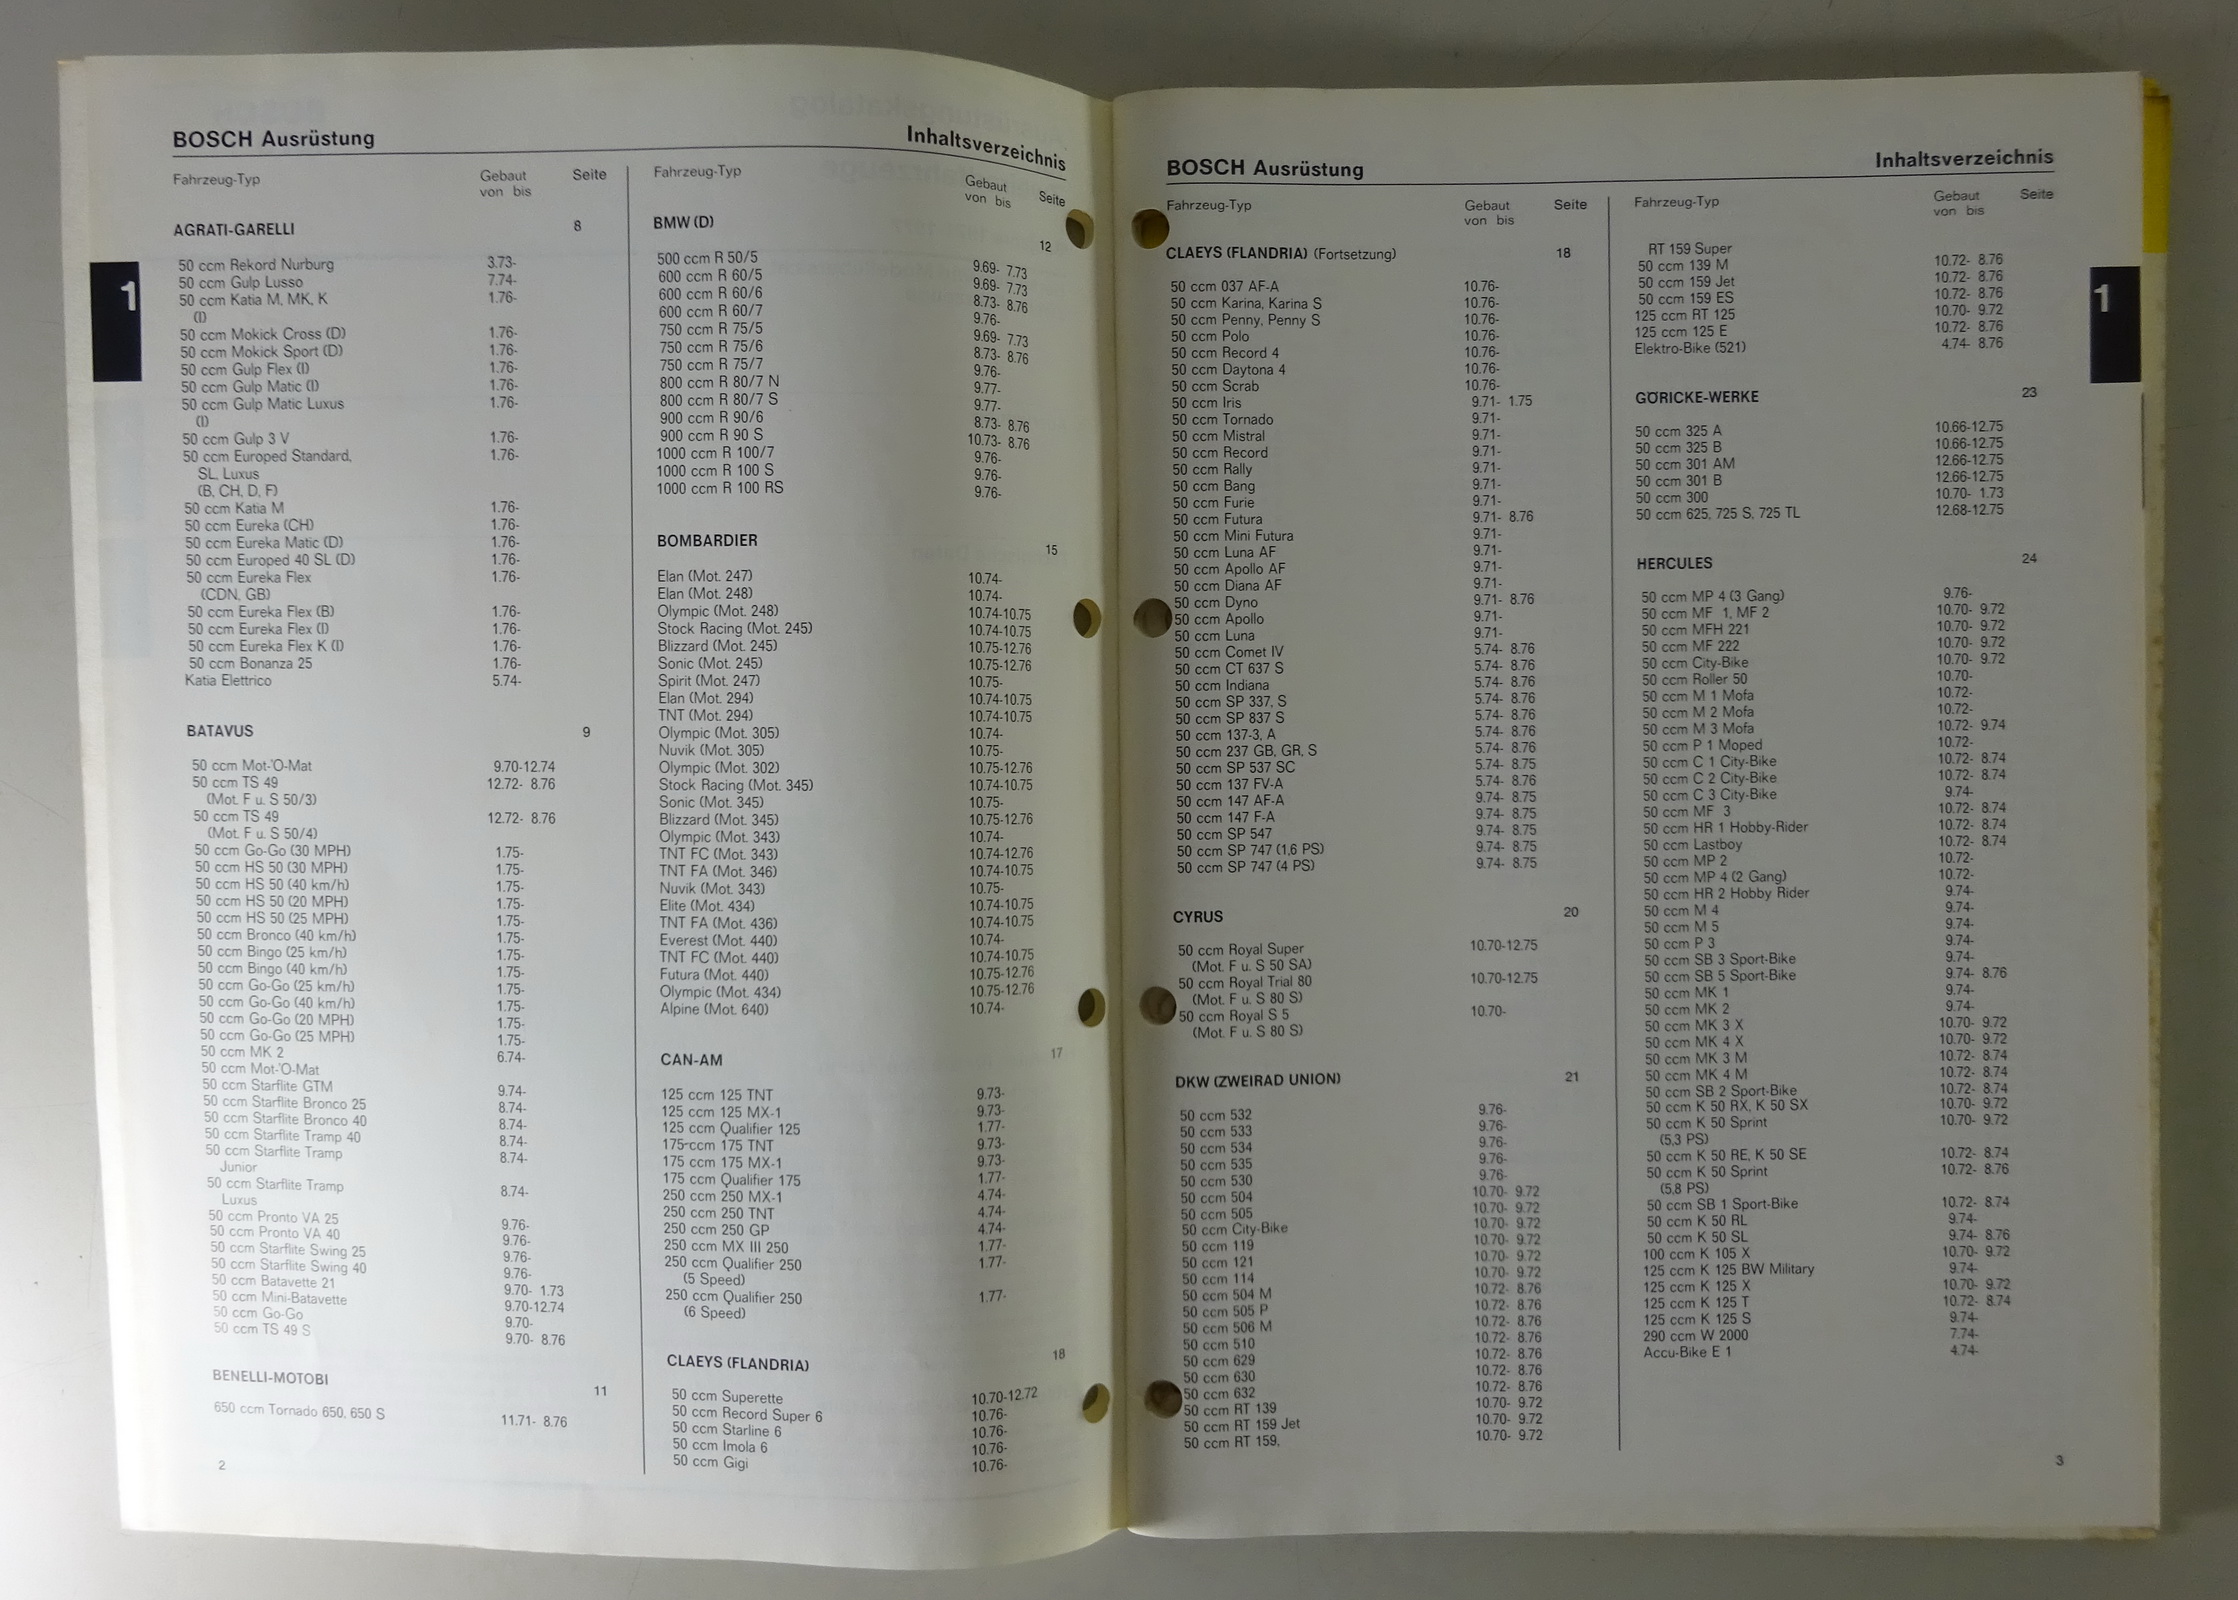 BOSCH Ausrüstung
Inhaltsverzeichnis
Fahrzeug-Typ Gebaut Seite
von bis
AGRATI-GARELLI 8
50 ccm Rekord Nurburg 3.73-
50 ccm Gulp Lusso 7.74-
50 ccm Katia M, MK, K 1.76-
(I)
50 ccm Mokick Cross (D) 1.76-
50 ccm Mokick Sport (D) 1.76-
50 ccm Gulp Flex (I) 1.76-
50 ccm Gulp Matic (I) 1.76-
50 ccm Gulp Matic Luxus 1.76-
(I)
50 ccm Gulp 3 V 1.76-
50 ccm Europed Standard, 1.76-
SL, Luxus
(B, CH, D, F)
50 ccm Katia M 1.76-
50 ccm Eureka (CH) 1.76-
50 ccm Eureka Matic (D) 1.76-
50 ccm Europed 40 SL (D) 1.76-
50 ccm Eureka Flex 1.76-
(CDN, GB)
50 ccm Eureka Flex (B) 1.76-
50 ccm Eureka Flex (I) 1.76-
50 ccm Eureka Flex K (I) 1.76-
50 ccm Bonanza 25 1.76-
Katia Elettrico 5.74-
BATAVUS 9
50 ccm Mot-'O-Mat 9.70-12.74
50 ccm TS 49 12.72- 8.76
(Mot. F u. S 50/3)
50 ccm TS 49 12.72- 8.76
(Mot. F u. S 50/4)
50 ccm Go-Go (30 MPH) 1.75-
50 ccm HS 50 (30 MPH) 1.75-
50 ccm HS 50 (40 km/h) 1.75-
50 ccm HS 50 (20 MPH) 1.75-
50 ccm HS 50 (25 MPH) 1.75-
50 ccm Bronco (40 km/h) 1.75-
50 ccm Bingo (25 km/h) 1.75-
50 ccm Bingo (40 km/h) 1.75-
50 ccm Go-Go (25 km/h) 1.75-
50 ccm Go-Go (40 km/h) 1.75-
50 ccm Go-Go (20 MPH) 1.75-
50 ccm Go-Go (25 MPH) 1.75-
50 ccm MK 2 6.74-
50 ccm Mot-'O-Mat
50 ccm Starflite GTM 9.74-
50 ccm Starflite Bronco 25 8.74-
50 ccm Starflite Bronco 40 8.74-
50 ccm Starflite Tramp 40 8.74-
50 ccm Starflite Tramp 8.74-
Junior
50 ccm Starflite Tramp 8.74-
Luxus
50 ccm Pronto VA 25 9.76-
50 ccm Pronto VA 40 9.76-
50 ccm Starflite Swing 25 9.76-
50 ccm Starflite Swing 40 9.76-
50 ccm Batavette 21 9.70- 1.73
50 ccm Mini-Batavette 9.70-12.74
50 ccm Go-Go 9.70-
50 ccm TS 49 S 9.70- 8.76
BENELLI-MOTOBI 11
650 ccm Tornado 650, 650 S 11.71- 8.76
2
Fahrzeug-Typ Gebaut Seite
von bis
BMW (D) 12
500 ccm R 50/5 9.69- 7.73
600 ccm R 60/5 9.69- 7.73
600 ccm R 60/6 8.73- 8.76
600 ccm R 60/7 9.76-
750 ccm R 75/5 9.69- 7.73
750 ccm R 75/6 8.73- 8.76
750 ccm R 75/7 9.76-
800 ccm R 80/7 N 9.77-
800 ccm R 80/7 S 9.77-
900 ccm R 90/6 8.73- 8.76
900 ccm R 90 S 10.73- 8.76
1000 ccm R 100/7 9.76-
1000 ccm R 100 S 9.76-
1000 ccm R 100 RS 9.76-
BOMBARDIER 15
Elan (Mot. 247) 10.74-
Elan (Mot. 248) 10.74-
Olympic (Mot. 248) 10.74-10.75
Stock Racing (Mot. 245) 10.74-10.75
Blizzard (Mot. 245) 10.75-12.76
Sonic (Mot. 245) 10.75-12.76
Spirit (Mot. 247) 10.75-
Elan (Mot. 294) 10.74-10.75
TNT (Mot. 294) 10.74-10.75
Olympic (Mot. 305) 10.74-
Nuvik (Mot. 305) 10.75-
Olympic (Mot. 302) 10.75-12.76
Stock Racing (Mot. 345) 10.74-10.75
Sonic (Mot. 345) 10.75-
Blizzard (Mot. 345) 10.75-12.76
Olympic (Mot. 343) 10.74-
TNT FC (Mot. 343) 10.74-12.76
TNT FA (Mot. 346) 10.74-10.75
Nuvik (Mot. 343) 10.75-
Elite (Mot. 434) 10.74-10.75
TNT FA (Mot. 436) 10.74-10.75
Everest (Mot. 440) 10.74-
TNT FC (Mot. 440) 10.74-10.75
Futura (Mot. 440) 10.75-12.76
Olympic (Mot. 434) 10.75-12.76
Alpine (Mot. 640) 10.74-
CAN-AM 17
125 ccm 125 TNT 9.73-
125 ccm 125 MX-1 9.73-
125 ccm Qualifier 125 1.77-
175 ccm 175 TNT 9.73-
175 ccm 175 MX-1 9.73-
175 ccm Qualifier 175 1.77-
250 ccm 250 MX-1 4.74-
250 ccm 250 TNT 4.74-
250 ccm 250 GP 4.74-
250 ccm MX III 250 1.77-
250 ccm Qualifier 250 1.77-
(5 Speed)
250 ccm Qualifier 250 1.77-
(6 Speed)
CLAEYS (FLANDRIA) 18
50 ccm Superette 10.70-12.72
50 ccm Record Super 6 10.76-
50 ccm Starline 6 10.76-
50 ccm Imola 6 10.76-
50 ccm Gigi 10.76-
1
BOSCH Ausrüstung
Inhaltsverzeichnis
Fahrzeug-Typ Gebaut Seite
von bis
CLAEYS (FLANDRIA) (Fortsetzung) 18
50 ccm 037 AF-A 10.76-
50 ccm Karina, Karina S 10.76-
50 ccm Penny, Penny S 10.76-
50 ccm Polo 10.76-
50 ccm Record 4 10.76-
50 ccm Daytona 4 10.76-
50 ccm Scrab 10.76-
50 ccm Iris 9.71- 1.75
50 ccm Tornado 9.71-
50 ccm Mistral 9.71-
50 ccm Record 9.71-
50 ccm Rally 9.71-
50 ccm Bang 9.71-
50 ccm Furie 9.71-
50 ccm Futura 9.71- 8.76
50 ccm Mini Futura 9.71-
50 ccm Luna AF 9.71-
50 ccm Apollo AF 9.71-
50 ccm Diana AF 9.71-
50 ccm Dyno 9.71- 8.76
50 ccm Apollo 9.71-
50 ccm Luna 9.71-
50 ccm Comet IV 5.74- 8.76
50 ccm CT 637 S 5.74- 8.76
50 ccm Indiana 5.74- 8.76
50 ccm SP 337, S 5.74- 8.76
50 ccm SP 837 S 5.74- 8.76
50 ccm 137-3, A 5.74- 8.76
50 ccm 237 GB, GR, S 5.74- 8.76
50 ccm SP 537 SC 5.74- 8.75
50 ccm 137 FV-A 5.74- 8.76
50 ccm 147 AF-A 9.74- 8.75
50 ccm 147 F-A 9.74- 8.75
50 ccm SP 547 9.74- 8.75
50 ccm SP 747 (1,6 PS) 9.74- 8.75
50 ccm SP 747 (4 PS) 9.74- 8.75
CYRUS 20
50 ccm Royal Super 10.70-12.75
(Mot. F u. S 50 SA)
50 ccm Royal Trial 80 10.70-12.75
(Mot. F u. S 80 S)
50 ccm Royal S 5 10.70-
(Mot. F u. S 80 S)
DKW (ZWEIRAD UNION) 21
50 ccm 532 9.76-
50 ccm 533 9.76-
50 ccm 534 9.76-
50 ccm 535 9.76-
50 ccm 530 9.76-
50 ccm 504 10.70- 9.72
50 ccm 505 10.70- 9.72
50 ccm City-Bike 10.70- 9.72
50 ccm 119 10.70- 9.72
50 ccm 121 10.70- 9.72
50 ccm 114 10.70- 9.72
50 ccm 504 M 10.72- 8.76
50 ccm 505 P 10.72- 8.76
50 ccm 506 M 10.72- 8.76
50 ccm 510 10.72- 8.76
50 ccm 629 10.72- 8.76
50 ccm 630 10.72- 8.76
50 ccm 632 10.72- 8.76
50 ccm RT 139 10.70- 9.72
50 ccm RT 159 Jet 10.70- 9.72
50 ccm RT 159, 10.70- 9.72
Fahrzeug-Typ Gebaut Seite
von bis
RT 159 Super 10.72- 8.76
50 ccm 139 M 10.72- 8.76
50 ccm 159 Jet 10.72- 8.76
50 ccm 159 ES 10.70- 9.72
125 ccm RT 125 10.72- 8.76
125 ccm 125 E 4.74- 8.76
Elektro-Bike (521)
GÖRICKE-WERKE 23
50 ccm 325 A 10.66-12.75
50 ccm 325 B 10.66-12.75
50 ccm 301 AM 12.66-12.75
50 ccm 301 B 12.66-12.75
50 ccm 300 10.70- 1.73
50 ccm 625, 725 S, 725 TL 12.68-12.75
HERCULES 24
50 ccm MP 4 (3 Gang) 9.76-
50 ccm MF 1, MF 2 10.70- 9.72
50 ccm MFH 221 10.70- 9.72
50 ccm MF 222 10.70- 9.72
50 ccm City-Bike 10.70- 9.72
50 ccm Roller 50 10.70-
50 ccm M 1 Mofa 10.72-
50 ccm M 2 Mofa 10.72-
50 ccm M 3 Mofa 10.72- 9.74
50 ccm P 1 Moped 10.72-
50 ccm C 1 City-Bike 10.72- 8.74
50 ccm C 2 City-Bike 10.72- 8.74
50 ccm C 3 City-Bike 9.74-
50 ccm MF 3 10.72- 8.74
50 ccm HR 1 Hobby-Rider 10.72- 8.74
50 ccm Lastboy 10.72- 8.74
50 ccm MP 2 10.72-
50 ccm MP 4 (2 Gang) 10.72-
50 ccm HR 2 Hobby Rider 9.74-
50 ccm M 4 9.74-
50 ccm M 5 9.74-
50 ccm P 3 9.74-
50 ccm SB 3 Sport-Bike 9.74-
50 ccm SB 5 Sport-Bike 9.74- 8.76
50 ccm MK 1 9.74-
50 ccm MK 2 9.74-
50 ccm MK 3 X 10.70- 9.72
50 ccm MK 4 X 10.70- 9.72
50 ccm MK 3 M 10.72- 8.74
50 ccm MK 4 M 10.72- 8.74
50 ccm SB 2 Sport-Bike 10.72- 8.74
50 ccm K 50 RX, K 50 SX 10.70- 9.72
50 ccm K 50 Sprint 10.70- 9.72
(5,3 PS)
50 ccm K 50 RE, K 50 SE 10.72- 8.74
50 ccm K 50 Sprint 10.72- 8.76
(5,8 PS)
50 ccm SB 1 Sport-Bike 10.72- 8.74
50 ccm K 50 RL 9.74-
50 ccm K 50 SL 9.74- 8.76
100 ccm K 105 X 10.70- 9.72
125 ccm K 125 BW Military 9.74-
125 ccm K 125 X 10.70- 9.72
125 ccm K 125 T 10.72- 8.74
125 ccm K 125 S 9.74-
290 ccm W 2000 7.74-
Accu-Bike E 1 4.74-
1
3